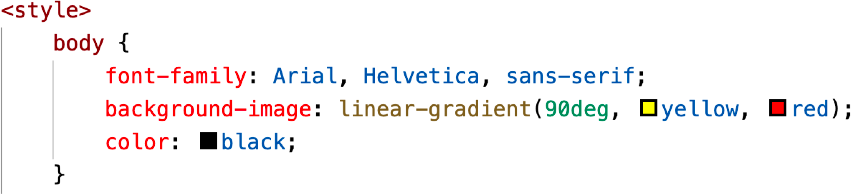 <style>
body {
font-family: Arial, Helvetica, sans-serif;
background-image: linear-gradient(90deg, yellow, red);
color: black;
}